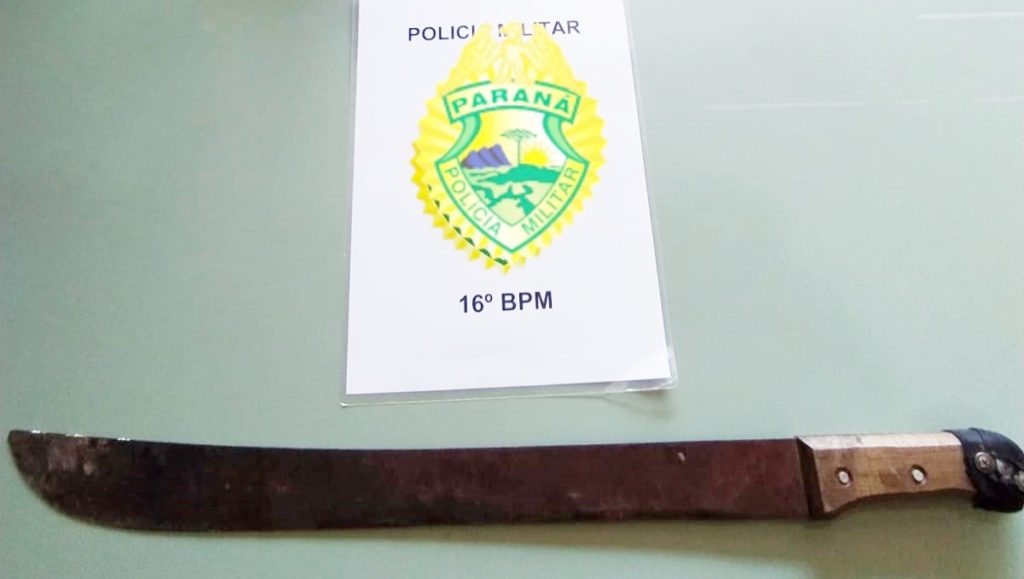 POLICIA MILITAR
PARANÁ
POLÍCIA MILITAR
16º BPM